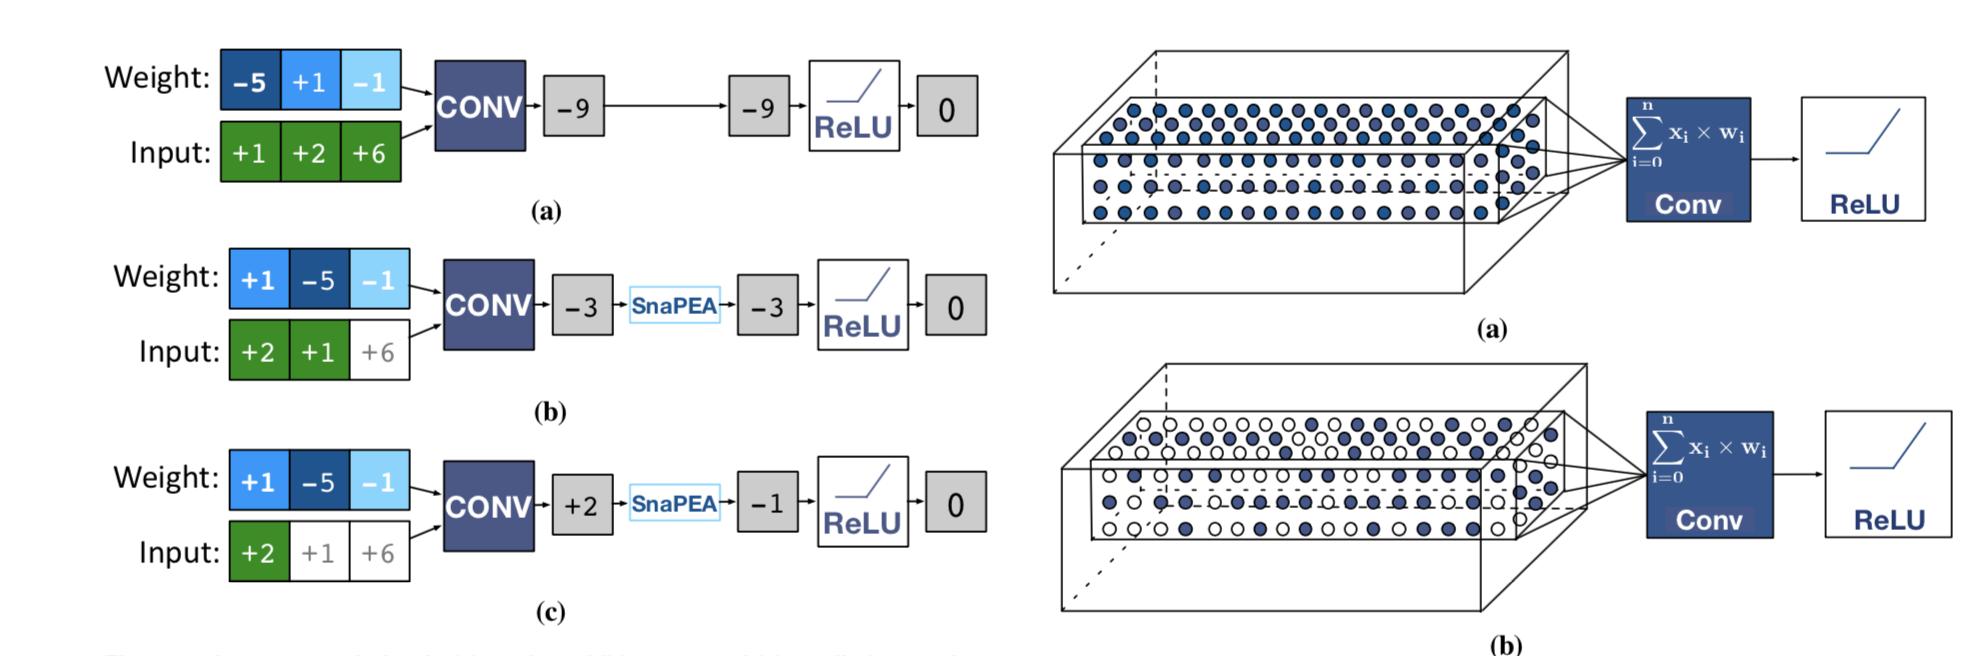 Weight: −5 +1 −1
Input: +1 +2 +6
CONV −9 −9 ReLU 0
(a)
Weight: +1 −5 −1
Input: +2 +1 +6
CONV −3 SnaPEA −3 ReLU 0
(b)
Weight: +1 −5 −1
Input: +2 +1 +6
CONV +2 SnaPEA −1 ReLU 0
(c)
n
∑ xᵢ × wᵢ
i=0
Conv ReLU
(a)
n
∑ xᵢ × wᵢ
i=0
Conv ReLU
(b)